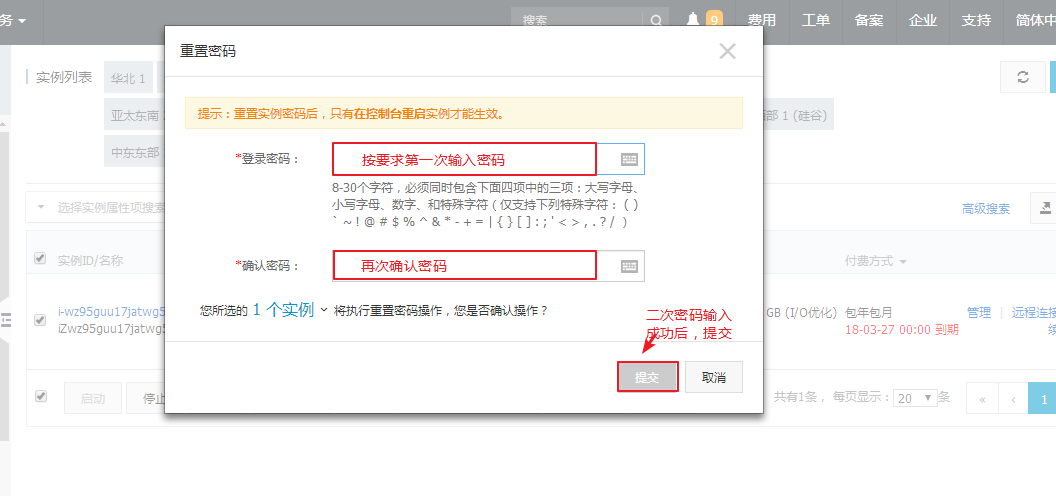 务
搜索
9
费用
工单
备案
企业
支持
简体中
重置密码
实例列表
华北 1
亚太东南
部 1 (硅谷)
中东东部
提示：重置实例密码后，只有在控制台重启实例才能生效。
*登录密码：
按要求第一次输入密码
8-30个字符，必须同时包含下面四项中的三项：大写字母、
小写字母、数字、和特殊字符（仅支持下列特殊字符：( )
` ~ ! @ # $ % ^ & * - + = | { } [ ] : ; ' < > , . ? / ）
选择实例属性项搜索
高级搜索
*确认密码：
再次确认密码
实例ID/名称
付费方式
您所选的 1 个实例 将执行重置密码操作，您是否确认操作？
i-wz95guu17jatwg5
iZwz95guu17jatwg5
GB (I/O优化)
包年包月
18-03-27 00:00 到期
管理
远程连接
续
二次密码输入
成功后，提交
提交
取消
启动
停止
共有1条，每页显示：
20
条
«
‹
1